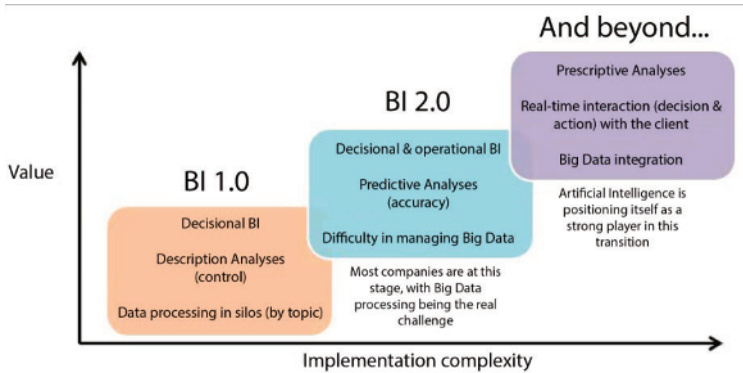 And beyond...
Prescriptive Analyses
Real-time interaction (decision &
action) with the client
Big Data integration
Artificial Intelligence is
positioning itself as a
strong player in this
transition
BI 2.0
Decisional & operational BI
Predictive Analyses
(accuracy)
Difficulty in managing Big Data
Most companies are at this
stage, with Big Data
processing being the real
challenge
Value
BI 1.0
Decisional BI
Description Analyses
(control)
Data processing in silos (by topic)
Implementation complexity